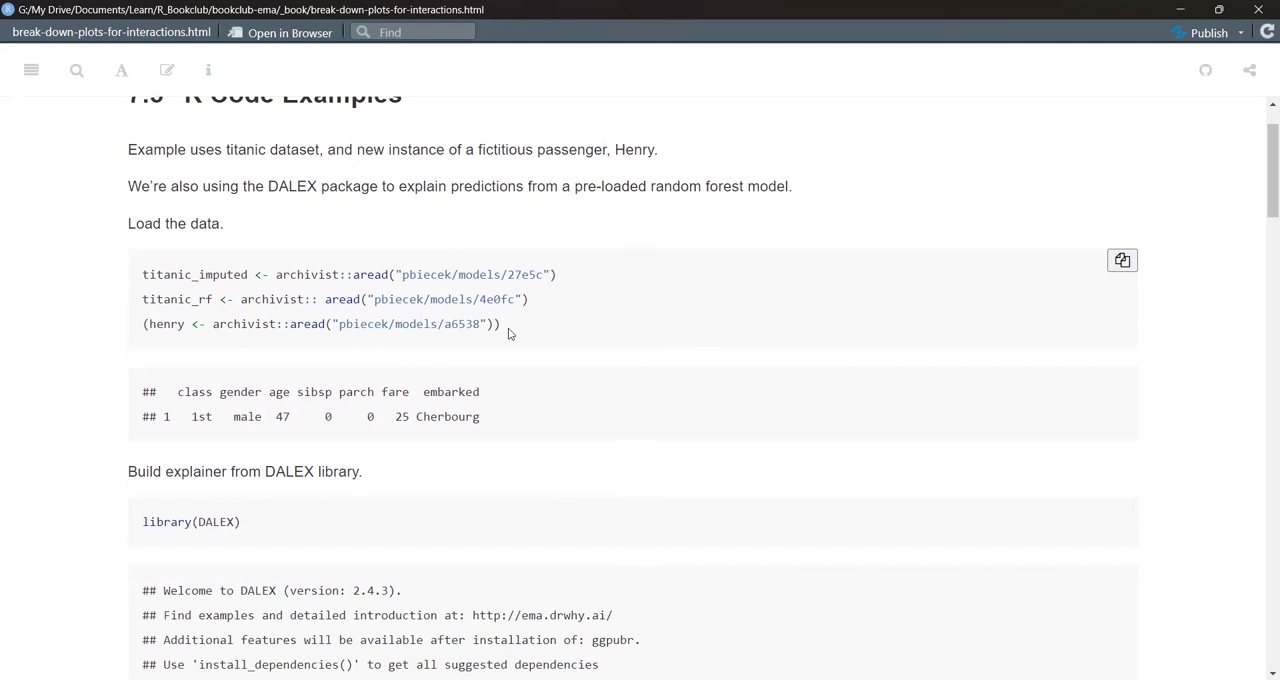 G:/My Drive/Documents/Learn/R_Bookclub/bookclub-ema/_book/break-down-plots-for-interactions.html
break-down-plots-for-interactions.html Open in Browser Find Publish
R Code Examples
Example uses titanic dataset, and new instance of a fictitious passenger, Henry.
We’re also using the DALEX package to explain predictions from a pre-loaded random forest model.
Load the data.
titanic_imputed <- archivist::aread("pbiecek/models/27e5c")
titanic_rf <- archivist:: aread("pbiecek/models/4e0fc")
(henry <- archivist::aread("pbiecek/models/a6538"))
##   class gender age sibsp parch fare  embarked
## 1   1st   male  47     0     0   25 Cherbourg
Build explainer from DALEX library.
library(DALEX)
## Welcome to DALEX (version: 2.4.3).
## Find examples and detailed introduction at: http://ema.drwhy.ai/
## Additional features will be available after installation of: ggpubr.
## Use 'install_dependencies()' to get all suggested dependencies